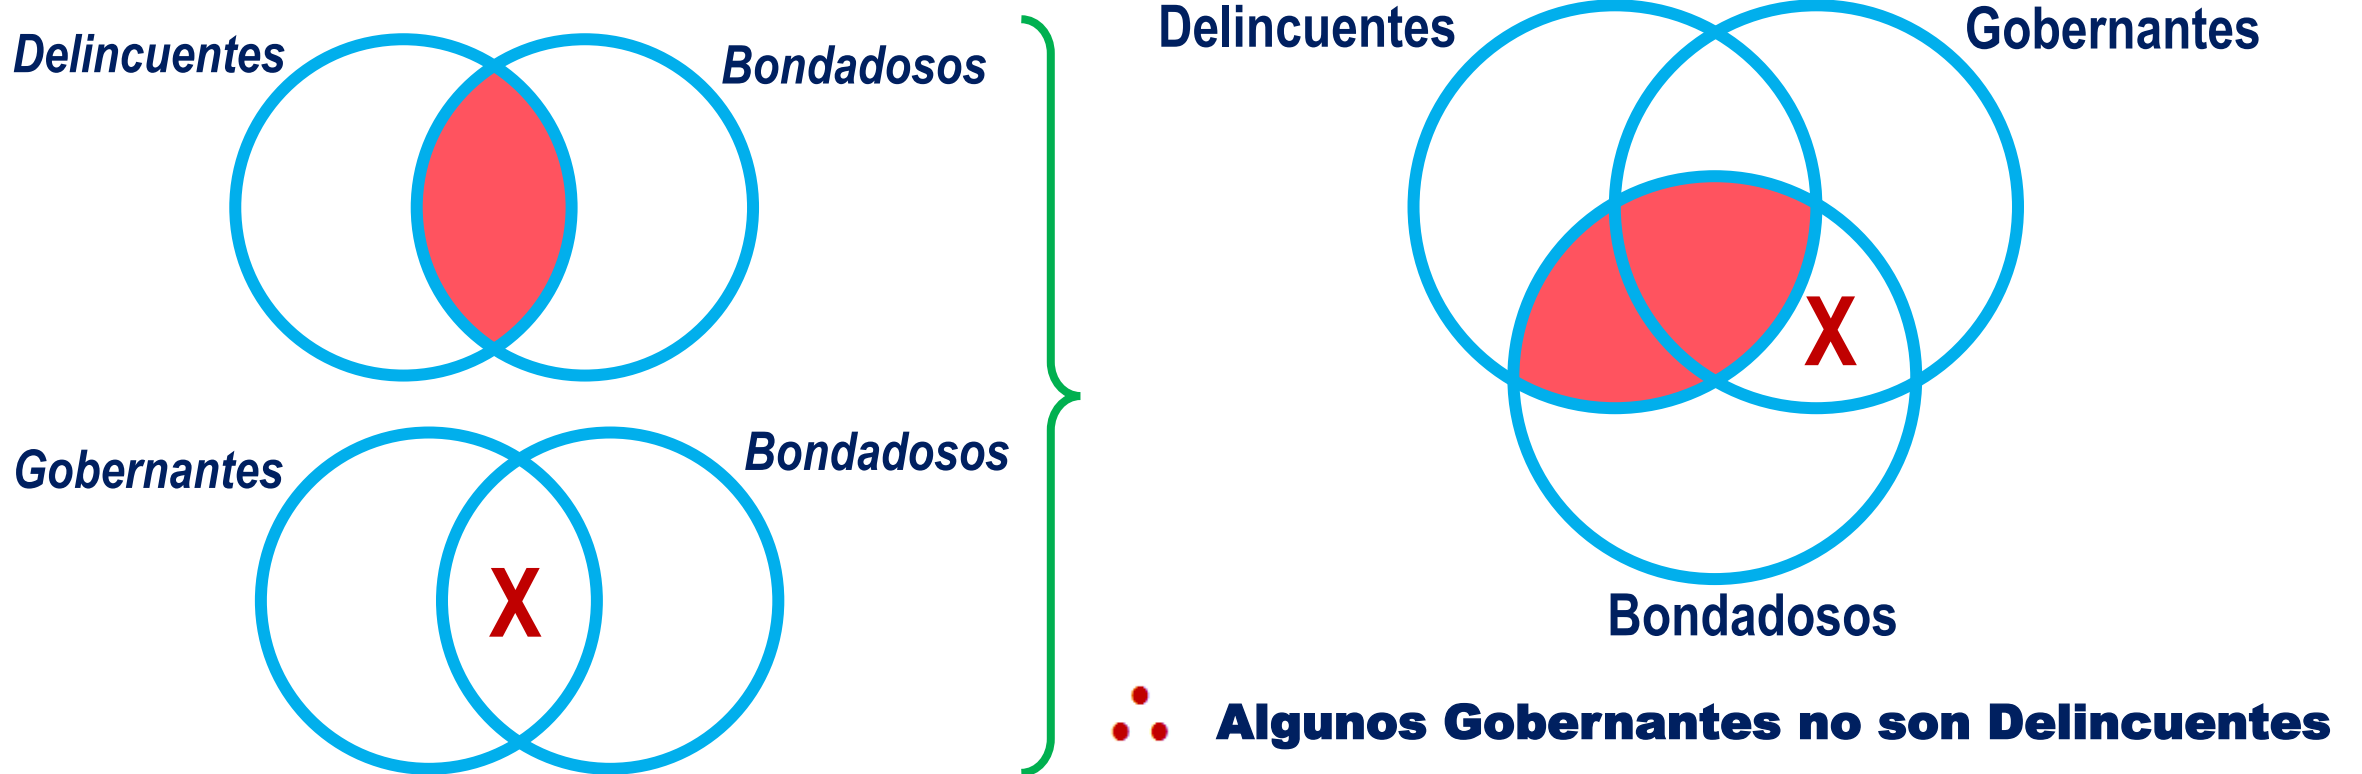 Delincuentes
Bondadosos
Gobernantes
Bondadosos
X
Delincuentes
Gobernantes
X
Bondadosos
∴ Algunos Gobernantes no son Delincuentes